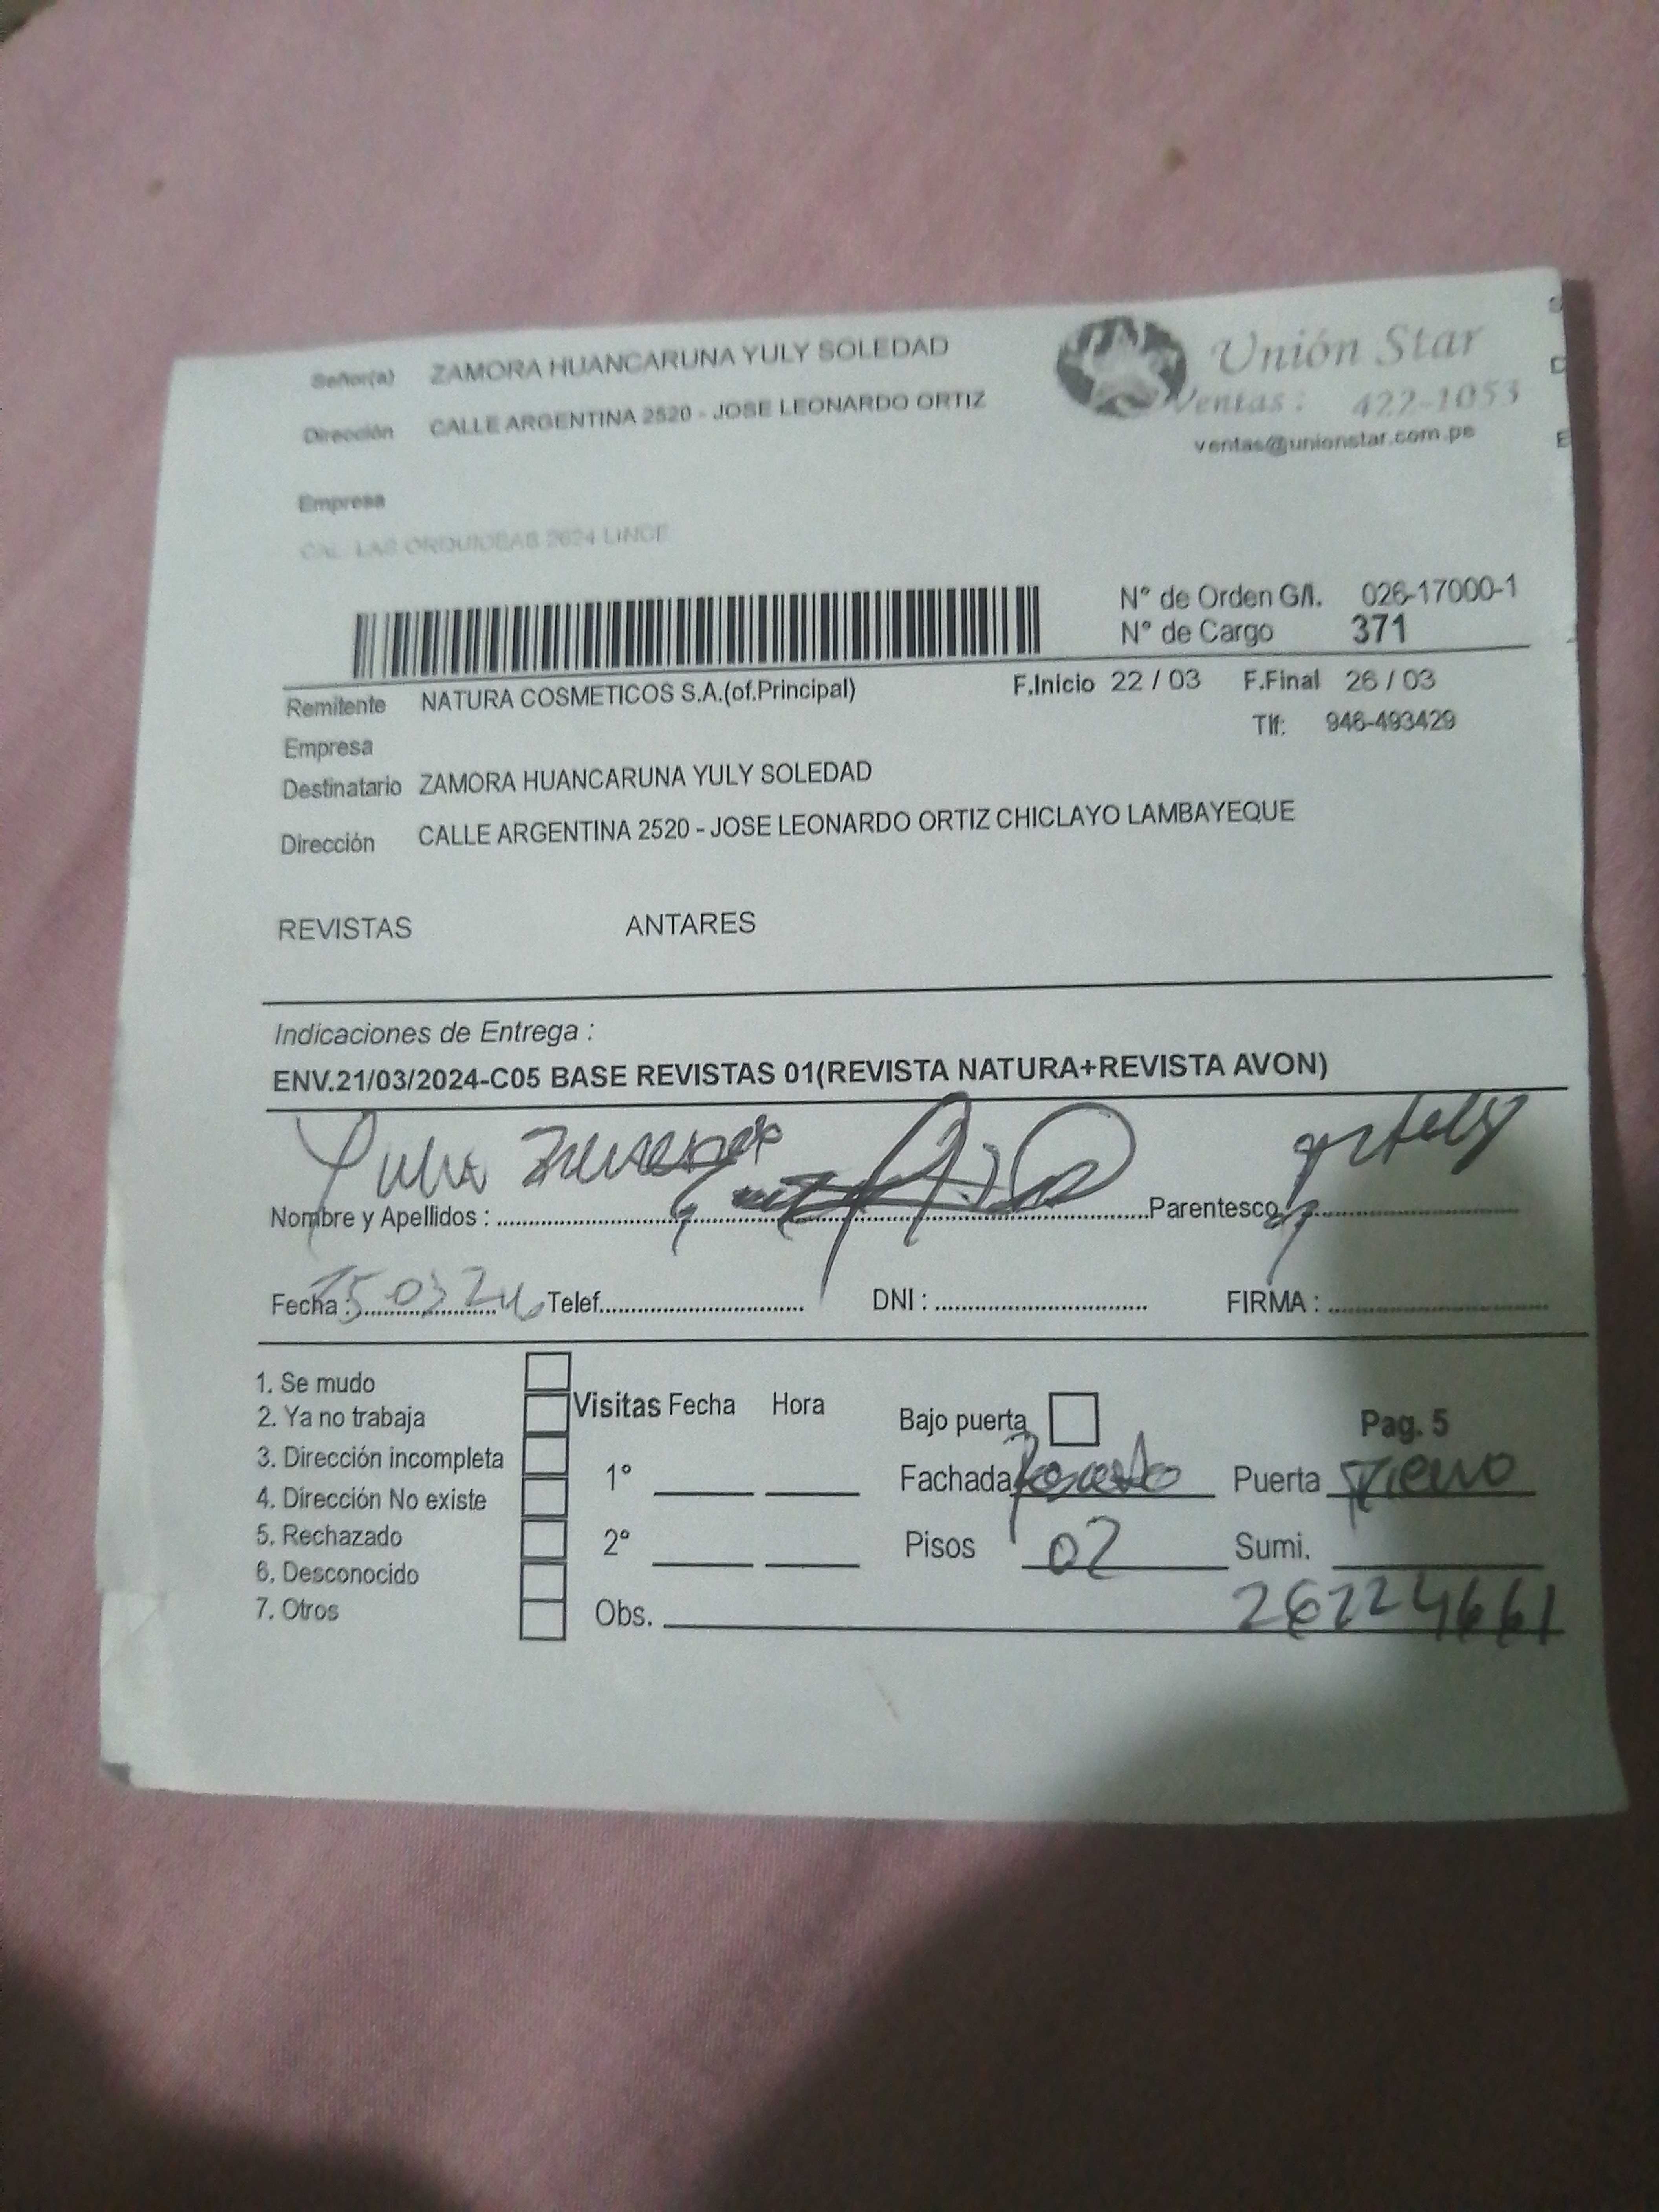 Señor(a) ZAMORA HUANCARUNA YULY SOLEDAD
Dirección CALLE ARGENTINA 2520 - JOSE LEONARDO ORTIZ
Unión Star
Ventas : 422-1053
ventas@unionstar.com.pe
Empresa
CAL. LAS ORQUIDEAS 2624 LINCE
N° de Orden G/I. 026-17000-1
N° de Cargo 371
Remitente NATURA COSMETICOS S.A.(of.Principal) F.Inicio 22 / 03 F.Final 26 / 03
Empresa Tlf: 946-493429
Destinatario ZAMORA HUANCARUNA YULY SOLEDAD
Dirección CALLE ARGENTINA 2520 - JOSE LEONARDO ORTIZ CHICLAYO LAMBAYEQUE
REVISTAS ANTARES
Indicaciones de Entrega :
ENV.21/03/2024-C05 BASE REVISTAS 01(REVISTA NATURA+REVISTA AVON)
Nombre y Apellidos : Parentesco
Fecha : 25 03 24 Telef. DNI : FIRMA :
1. Se mudo
2. Ya no trabaja
3. Dirección incompleta
4. Dirección No existe
5. Rechazado
6. Desconocido
7. Otros
Visitas Fecha Hora
1°
2°
Obs.
Bajo puerta Pag. 5
Fachada Puerta
Pisos 02 Sumi.
26224661